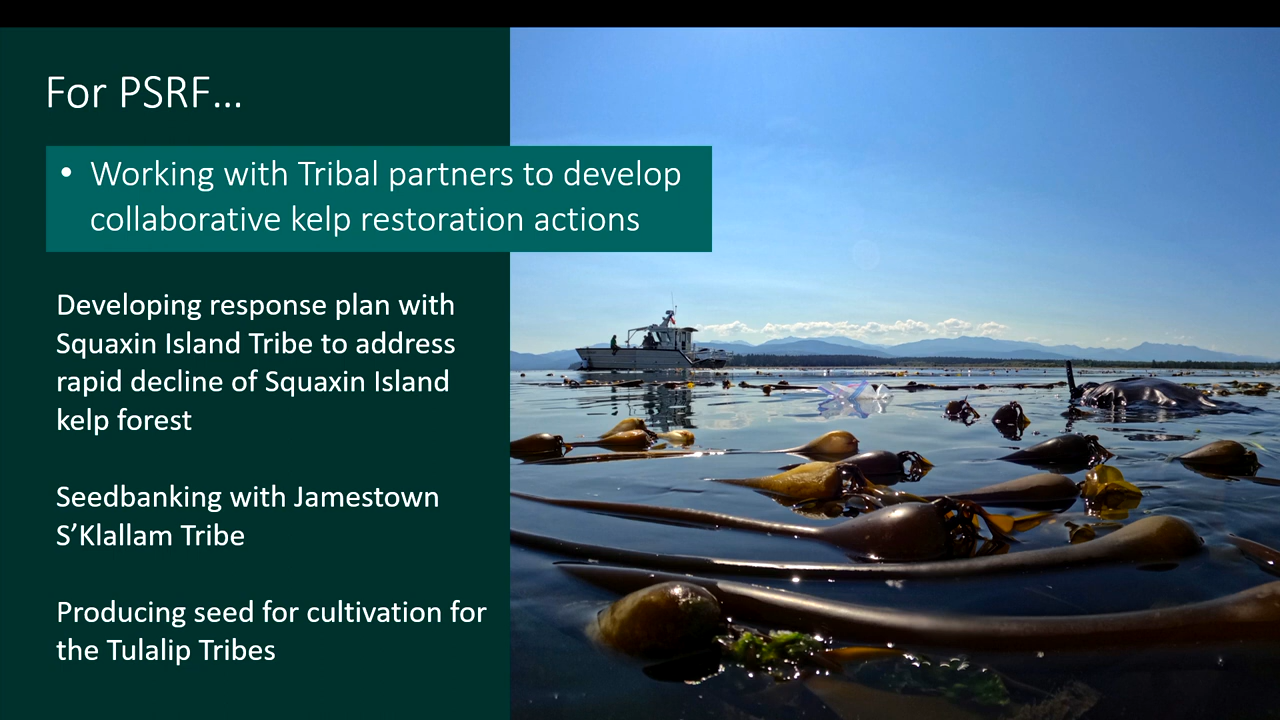 For PSRF…
• Working with Tribal partners to develop
collaborative kelp restoration actions
Developing response plan with
Squaxin Island Tribe to address
rapid decline of Squaxin Island
kelp forest
Seedbanking with Jamestown
S’Klallam Tribe
Producing seed for cultivation for
the Tulalip Tribes